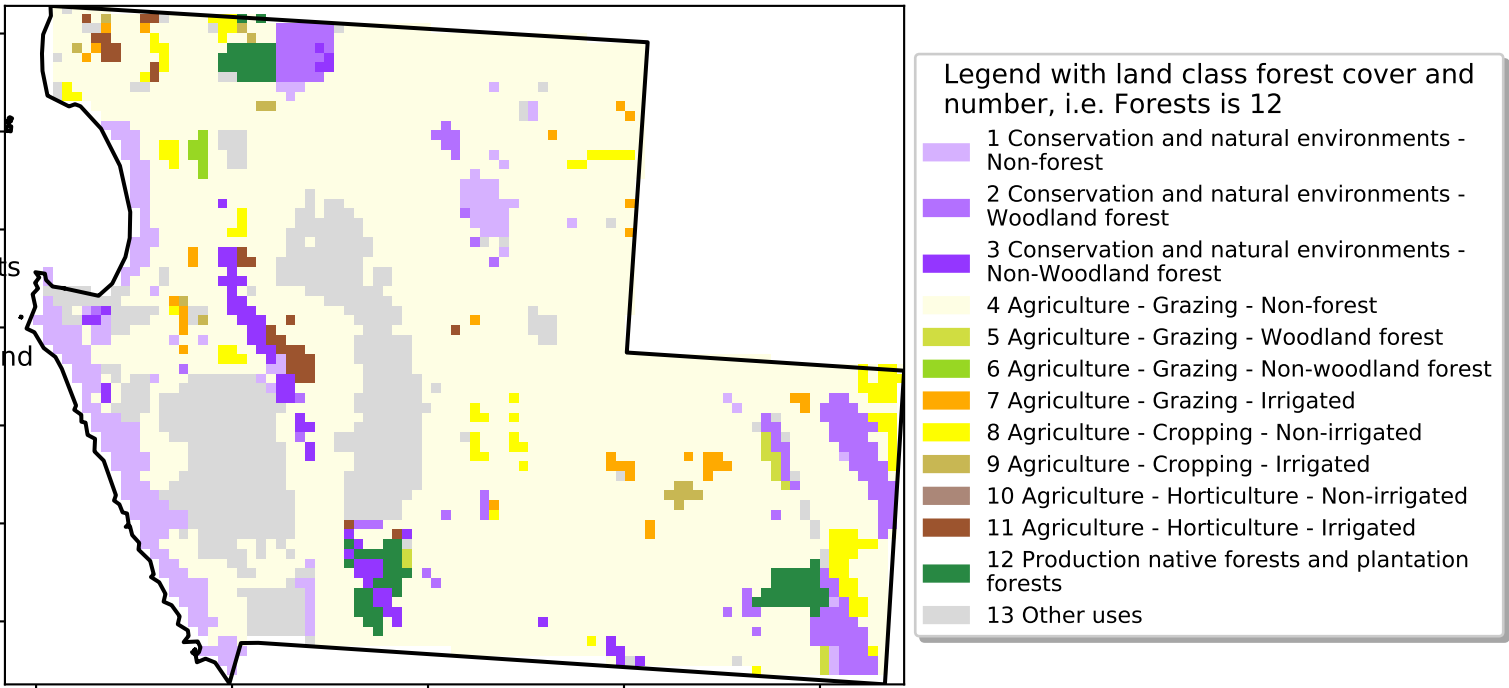 ts
nd
Legend with land class forest cover and
number, i.e. Forests is 12
1 Conservation and natural environments -
Non-forest
2 Conservation and natural environments -
Woodland forest
3 Conservation and natural environments -
Non-Woodland forest
4 Agriculture - Grazing - Non-forest
5 Agriculture - Grazing - Woodland forest
6 Agriculture - Grazing - Non-woodland forest
7 Agriculture - Grazing - Irrigated
8 Agriculture - Cropping - Non-irrigated
9 Agriculture - Cropping - Irrigated
10 Agriculture - Horticulture - Non-irrigated
11 Agriculture - Horticulture - Irrigated
12 Production native forests and plantation
forests
13 Other uses